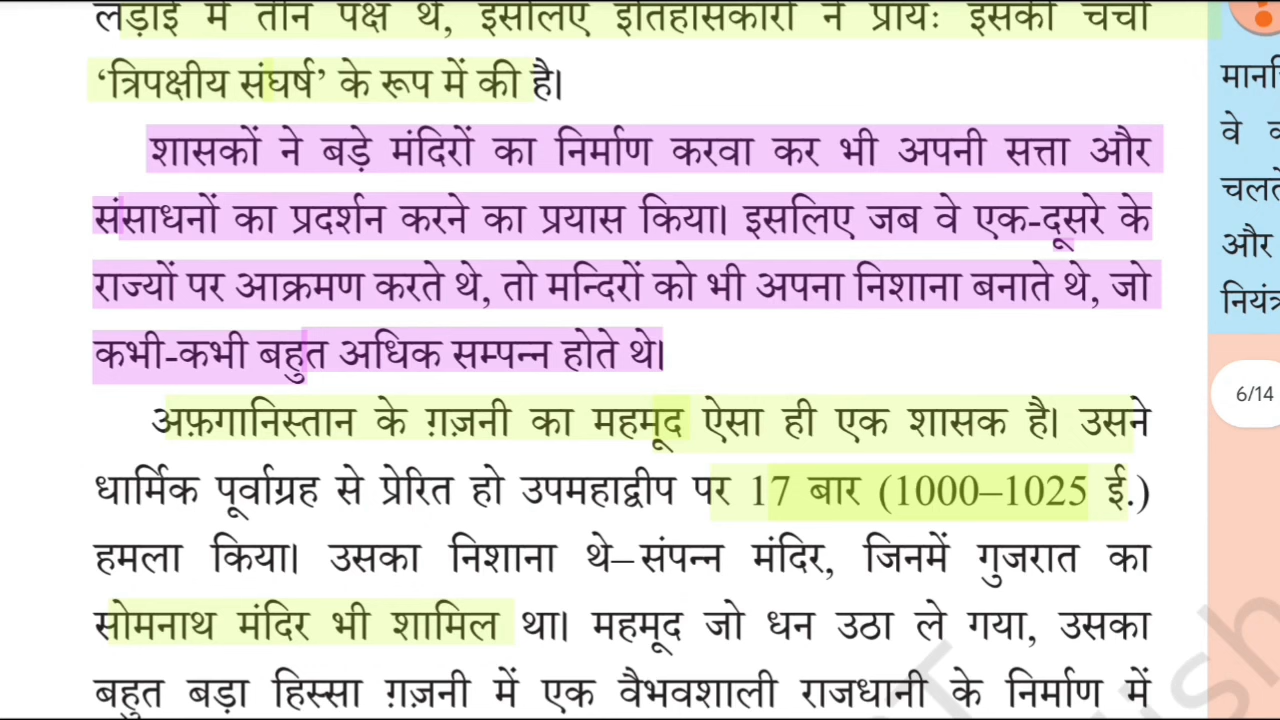 लड़ाई में तीन पक्ष थे, इसलिए इतिहासकारों ने प्रायः इसकी चर्चा
‘त्रिपक्षीय संघर्ष’ के रूप में की है।
शासकों ने बड़े मंदिरों का निर्माण करवा कर भी अपनी सत्ता और
संसाधनों का प्रदर्शन करने का प्रयास किया। इसलिए जब वे एक-दूसरे के
राज्यों पर आक्रमण करते थे, तो मन्दिरों को भी अपना निशाना बनाते थे, जो
कभी-कभी बहुत अधिक सम्पन्न होते थे।
अफ़गानिस्तान के ग़ज़नी का महमूद ऐसा ही एक शासक है। उसने
धार्मिक पूर्वाग्रह से प्रेरित हो उपमहाद्वीप पर 17 बार (1000–1025 ई.)
हमला किया। उसका निशाना थे–संपन्न मंदिर, जिनमें गुजरात का
सोमनाथ मंदिर भी शामिल था। महमूद जो धन उठा ले गया, उसका
बहुत बड़ा हिस्सा ग़ज़नी में एक वैभवशाली राजधानी के निर्माण में
वे
चलते
और
6/14